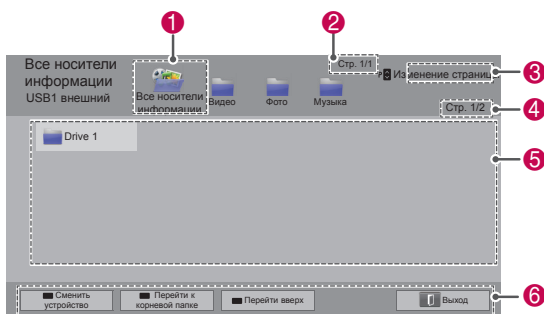 1
2
Все носители
информации
USB1 внешний
Стр. 1/1
P Изменение страниц
3
Все носители
информации
Видео
Фото
Музыка
Стр. 1/2
4
Drive 1
5
Сменить
устройство
Перейти к
корневой папке
Перейти вверх
Выход
6